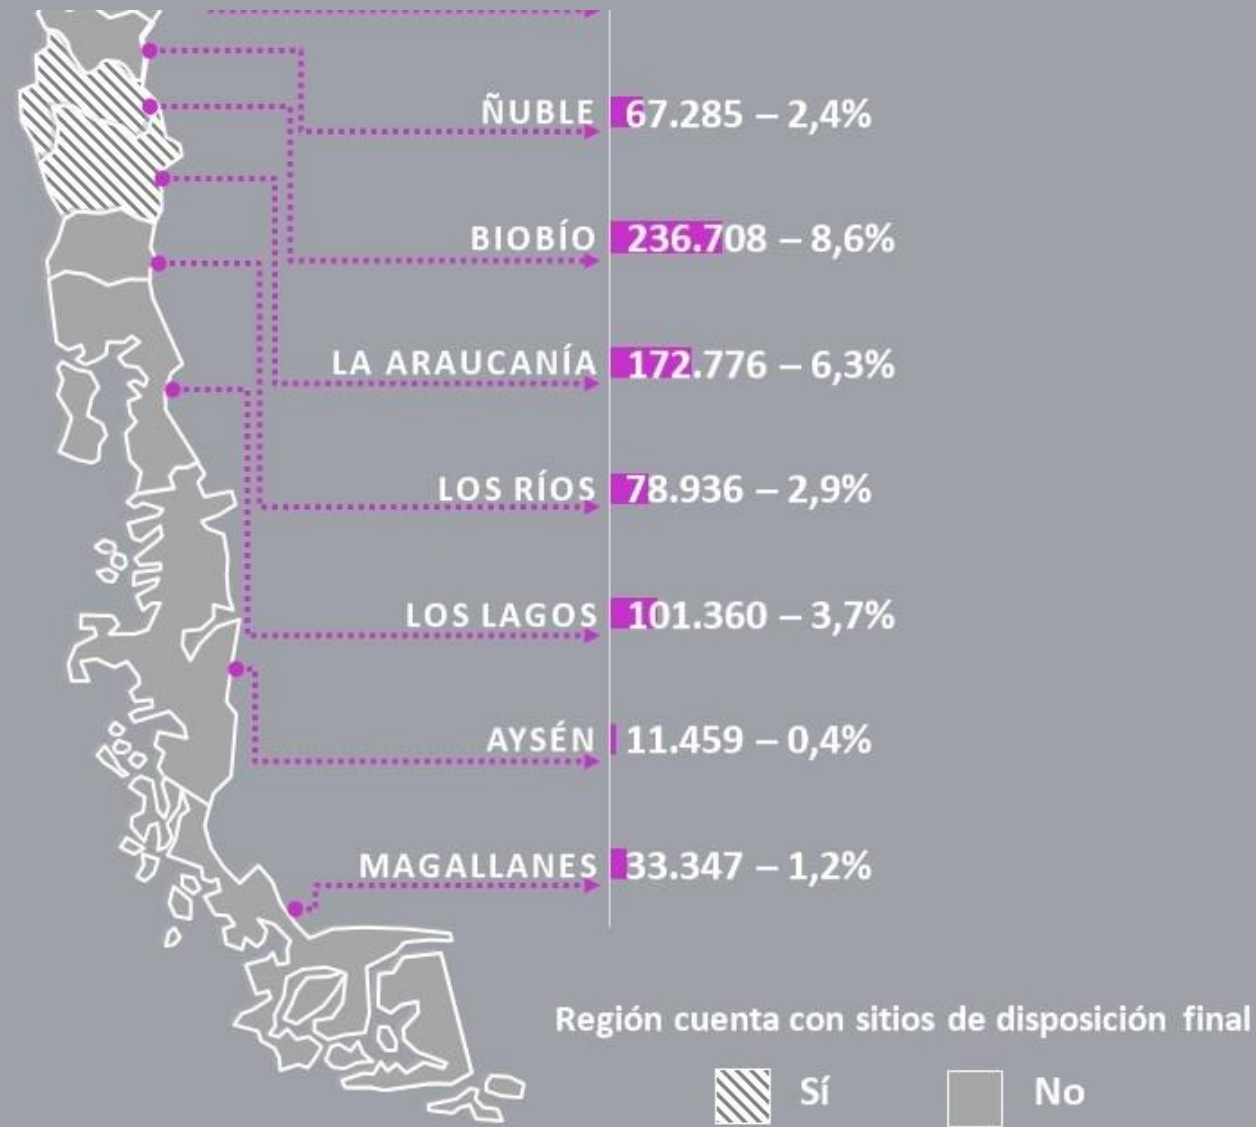 ÑUBLE 67.285 – 2,4%
BIOBÍO 236.708 – 8,6%
LA ARAUCANÍA 172.776 – 6,3%
LOS RÍOS 78.936 – 2,9%
LOS LAGOS 101.360 – 3,7%
AYSÉN 11.459 – 0,4%
MAGALLANES 33.347 – 1,2%
Región cuenta con sitios de disposición final
Sí No